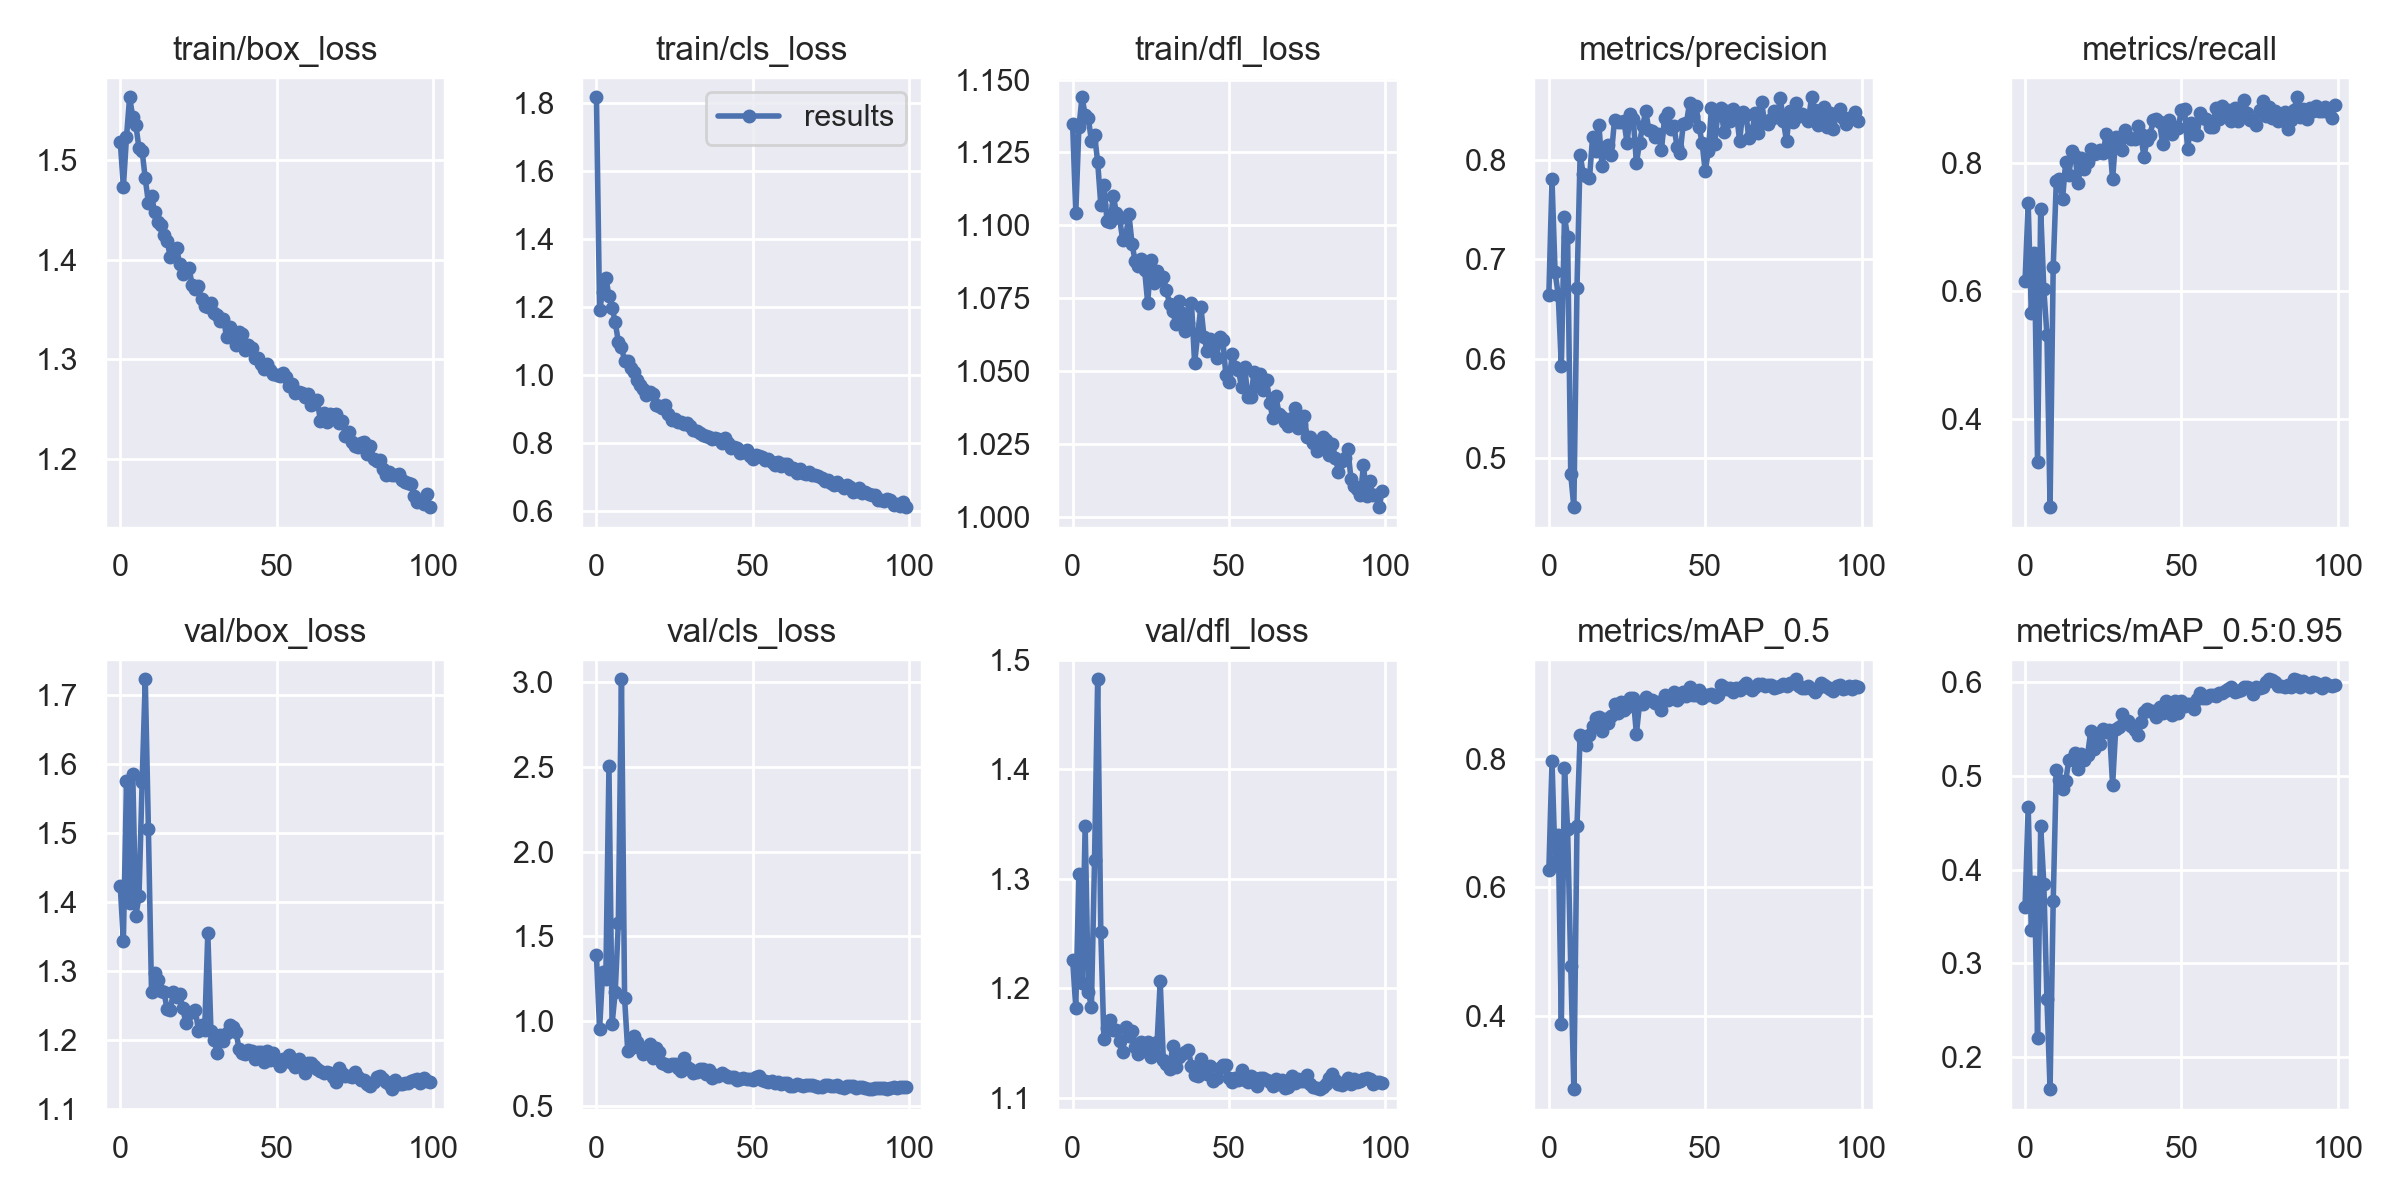 train/box_loss
1.5
1.4
1.3
1.2
0 50 100
train/cls_loss
results
1.8
1.6
1.4
1.2
1.0
0.8
0.6
0 50 100
train/dfl_loss
1.150
1.125
1.100
1.075
1.050
1.025
1.000
0 50 100
metrics/precision
0.8
0.7
0.6
0.5
0 50 100
metrics/recall
0.8
0.6
0.4
0 50 100
val/box_loss
1.7
1.6
1.5
1.4
1.3
1.2
1.1
0 50 100
val/cls_loss
3.0
2.5
2.0
1.5
1.0
0.5
0 50 100
val/dfl_loss
1.5
1.4
1.3
1.2
1.1
0 50 100
metrics/mAP_0.5
0.8
0.6
0.4
0 50 100
metrics/mAP_0.5:0.95
0.6
0.5
0.4
0.3
0.2
0 50 100